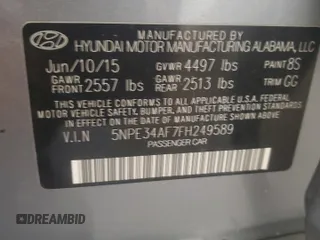 MANUFACTURED BY
HYUNDAI MOTOR MANUFACTURING ALABAMA, LLC
Jun/10/15 GVWR 4497 lbs PAINT 8S
GAWR FRONT 2557 lbs GAWR REAR 2513 lbs TRIM GG
THIS VEHICLE CONFORMS TO ALL APPLICABLE U.S.A. FEDERAL
MOTOR VEHICLE SAFETY, BUMPER, AND THEFT PREVENTION
STANDARDS IN EFFECT ON THE DATE OF MANUFACTURE SHOWN ABOVE.
V.I.N 5NPE34AF7FH249589
PASSENGER CAR
DREAMBID